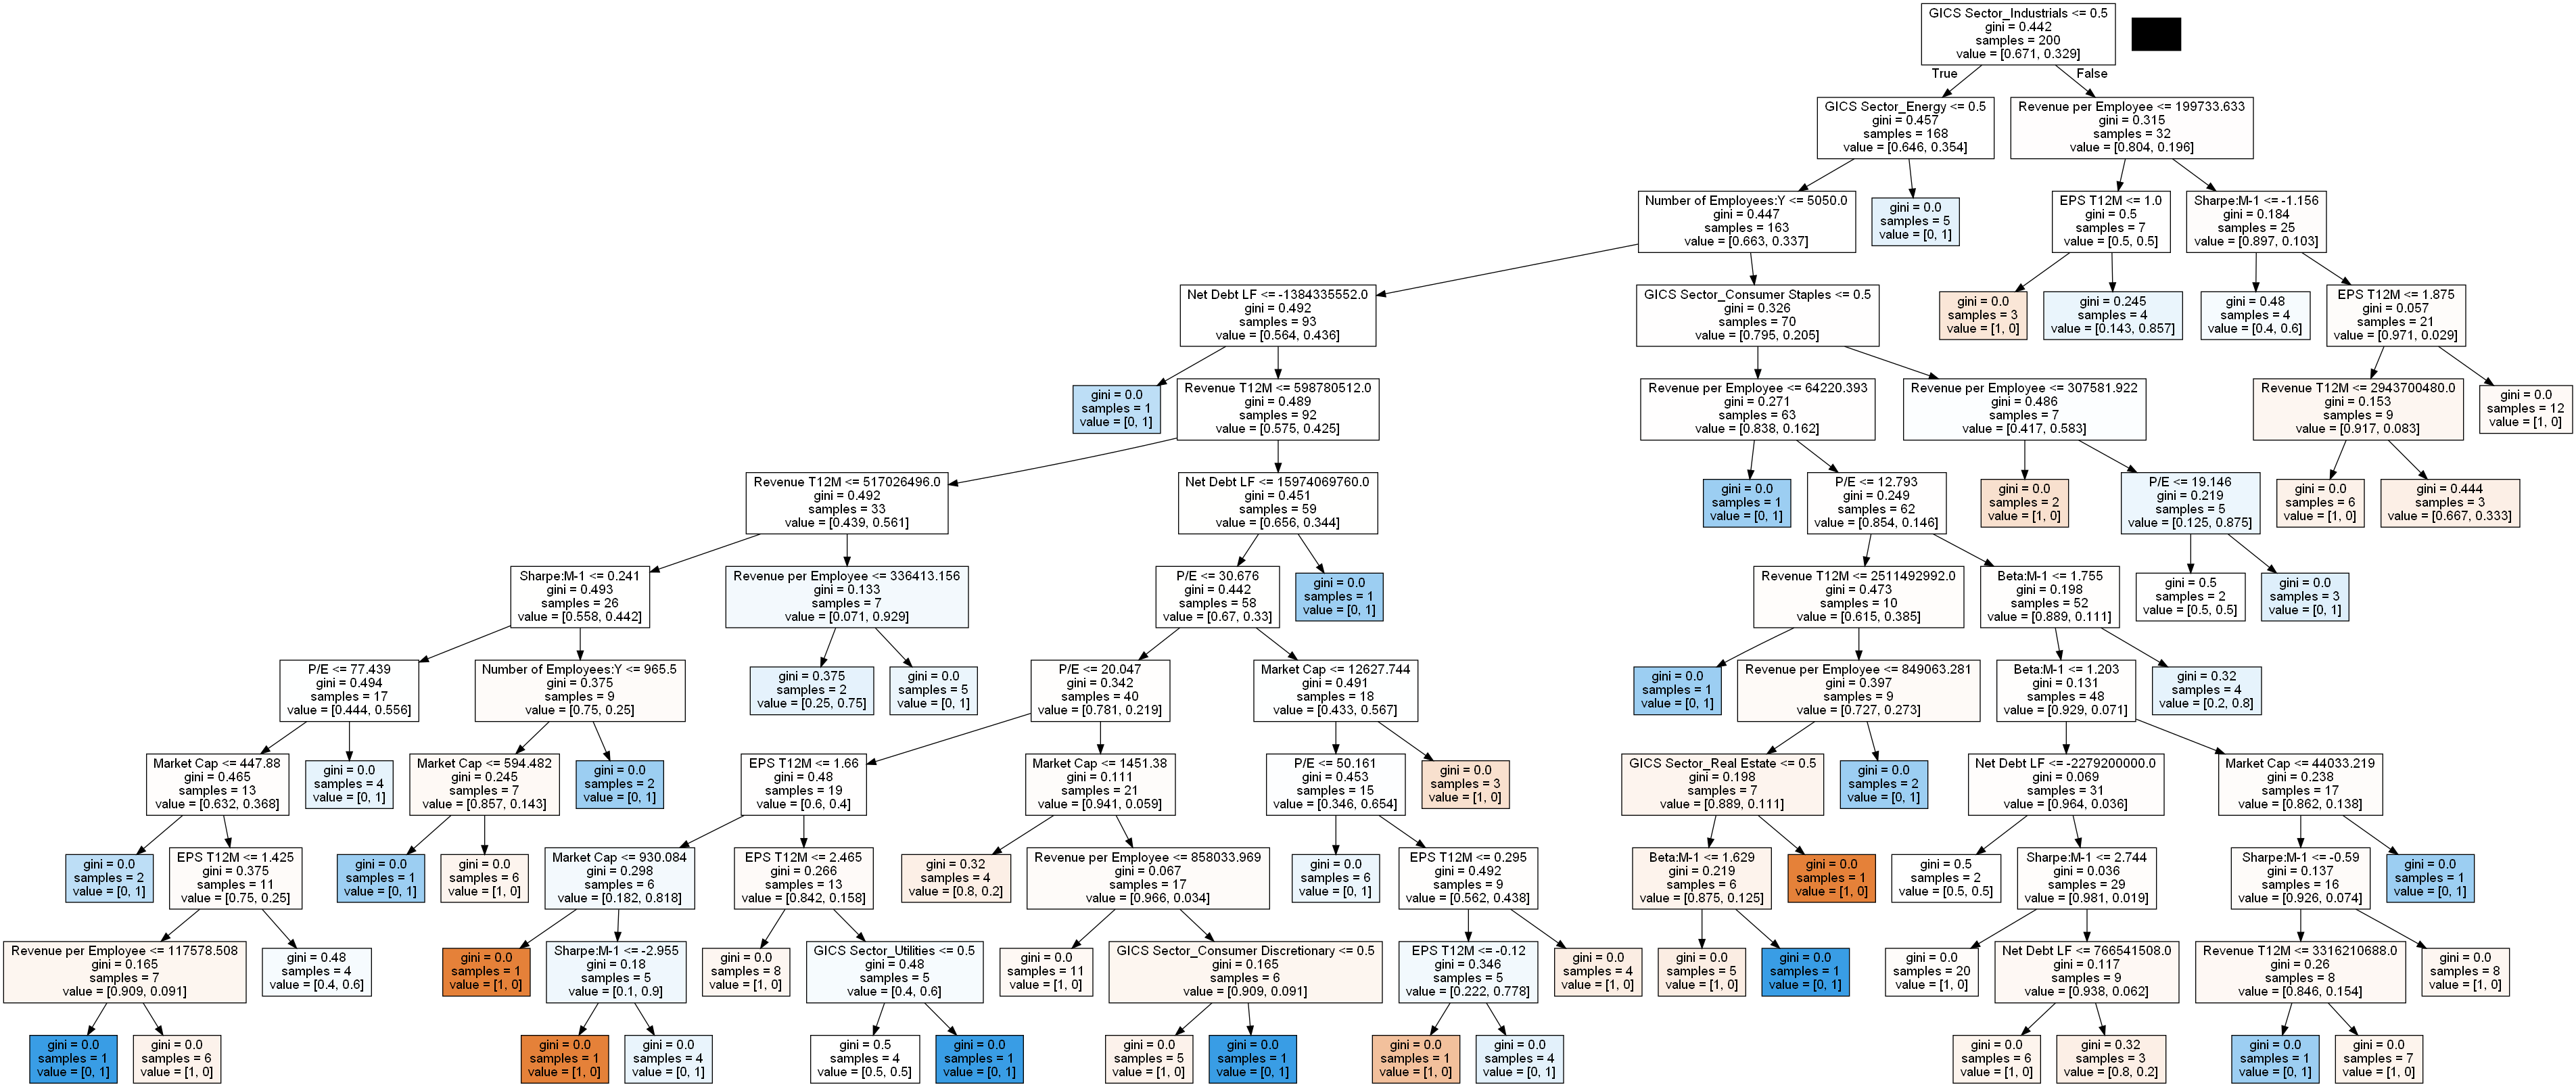 GICS Sector_Industrials <= 0.5
gini = 0.442
samples = 200
value = [0.671, 0.329]
True
False
GICS Sector_Energy <= 0.5
gini = 0.457
samples = 168
value = [0.646, 0.354]
Revenue per Employee <= 199733.633
gini = 0.315
samples = 32
value = [0.804, 0.196]
Number of Employees:Y <= 5050.0
gini = 0.447
samples = 163
value = [0.663, 0.337]
gini = 0.0
samples = 5
value = [0, 1]
EPS T12M <= 1.0
gini = 0.5
samples = 7
value = [0.5, 0.5]
Sharpe:M-1 <= -1.156
gini = 0.184
samples = 25
value = [0.897, 0.103]
Net Debt LF <= -1384335552.0
gini = 0.492
samples = 93
value = [0.564, 0.436]
GICS Sector_Consumer Staples <= 0.5
gini = 0.326
samples = 70
value = [0.795, 0.205]
gini = 0.0
samples = 3
value = [1, 0]
gini = 0.245
samples = 4
value = [0.143, 0.857]
gini = 0.48
samples = 4
value = [0.4, 0.6]
EPS T12M <= 1.875
gini = 0.057
samples = 21
value = [0.971, 0.029]
gini = 0.0
samples = 1
value = [0, 1]
Revenue T12M <= 598780512.0
gini = 0.489
samples = 92
value = [0.575, 0.425]
Revenue per Employee <= 64220.393
gini = 0.271
samples = 63
value = [0.838, 0.162]
Revenue per Employee <= 307581.922
gini = 0.486
samples = 7
value = [0.417, 0.583]
Revenue T12M <= 2943700480.0
gini = 0.153
samples = 9
value = [0.917, 0.083]
gini = 0.0
samples = 12
value = [1, 0]
Revenue T12M <= 517026496.0
gini = 0.492
samples = 33
value = [0.439, 0.561]
Net Debt LF <= 15974069760.0
gini = 0.451
samples = 59
value = [0.656, 0.344]
gini = 0.0
samples = 1
value = [0, 1]
P/E <= 12.793
gini = 0.249
samples = 62
value = [0.854, 0.146]
gini = 0.0
samples = 2
value = [1, 0]
P/E <= 19.146
gini = 0.219
samples = 5
value = [0.125, 0.875]
gini = 0.0
samples = 6
value = [1, 0]
gini = 0.444
samples = 3
value = [0.667, 0.333]
Sharpe:M-1 <= 0.241
gini = 0.493
samples = 26
value = [0.558, 0.442]
Revenue per Employee <= 336413.156
gini = 0.133
samples = 7
value = [0.071, 0.929]
P/E <= 30.676
gini = 0.442
samples = 58
value = [0.67, 0.33]
gini = 0.0
samples = 1
value = [0, 1]
Revenue T12M <= 2511492992.0
gini = 0.473
samples = 10
value = [0.615, 0.385]
Beta:M-1 <= 1.755
gini = 0.198
samples = 52
value = [0.889, 0.111]
gini = 0.5
samples = 2
value = [0.5, 0.5]
gini = 0.0
samples = 3
value = [0, 1]
P/E <= 77.439
gini = 0.494
samples = 17
value = [0.444, 0.556]
Number of Employees:Y <= 965.5
gini = 0.375
samples = 9
value = [0.75, 0.25]
gini = 0.375
samples = 2
value = [0.25, 0.75]
gini = 0.0
samples = 5
value = [0, 1]
P/E <= 20.047
gini = 0.342
samples = 40
value = [0.781, 0.219]
Market Cap <= 12627.744
gini = 0.491
samples = 18
value = [0.433, 0.567]
gini = 0.0
samples = 1
value = [0, 1]
Revenue per Employee <= 849063.281
gini = 0.397
samples = 9
value = [0.727, 0.273]
Beta:M-1 <= 1.203
gini = 0.131
samples = 48
value = [0.929, 0.071]
gini = 0.32
samples = 4
value = [0.2, 0.8]
Market Cap <= 447.88
gini = 0.465
samples = 13
value = [0.632, 0.368]
gini = 0.0
samples = 4
value = [0, 1]
Market Cap <= 594.482
gini = 0.245
samples = 7
value = [0.857, 0.143]
gini = 0.0
samples = 2
value = [0, 1]
EPS T12M <= 1.66
gini = 0.48
samples = 19
value = [0.6, 0.4]
Market Cap <= 1451.38
gini = 0.111
samples = 21
value = [0.941, 0.059]
P/E <= 50.161
gini = 0.453
samples = 15
value = [0.346, 0.654]
gini = 0.0
samples = 3
value = [1, 0]
GICS Sector_Real Estate <= 0.5
gini = 0.198
samples = 7
value = [0.889, 0.111]
gini = 0.0
samples = 2
value = [0, 1]
Net Debt LF <= -2279200000.0
gini = 0.069
samples = 31
value = [0.964, 0.036]
Market Cap <= 44033.219
gini = 0.238
samples = 17
value = [0.862, 0.138]
gini = 0.0
samples = 2
value = [0, 1]
EPS T12M <= 1.425
gini = 0.375
samples = 11
value = [0.75, 0.25]
gini = 0.0
samples = 1
value = [0, 1]
gini = 0.0
samples = 6
value = [1, 0]
Market Cap <= 930.084
gini = 0.298
samples = 6
value = [0.182, 0.818]
EPS T12M <= 2.465
gini = 0.266
samples = 13
value = [0.842, 0.158]
gini = 0.32
samples = 4
value = [0.8, 0.2]
Revenue per Employee <= 858033.969
gini = 0.067
samples = 17
value = [0.966, 0.034]
gini = 0.0
samples = 6
value = [0, 1]
EPS T12M <= 0.295
gini = 0.492
samples = 9
value = [0.562, 0.438]
Beta:M-1 <= 1.629
gini = 0.219
samples = 6
value = [0.875, 0.125]
gini = 0.0
samples = 1
value = [1, 0]
gini = 0.5
samples = 2
value = [0.5, 0.5]
Sharpe:M-1 <= 2.744
gini = 0.036
samples = 29
value = [0.981, 0.019]
Sharpe:M-1 <= -0.59
gini = 0.137
samples = 16
value = [0.926, 0.074]
gini = 0.0
samples = 1
value = [0, 1]
Revenue per Employee <= 117578.508
gini = 0.165
samples = 7
value = [0.909, 0.091]
gini = 0.48
samples = 4
value = [0.4, 0.6]
gini = 0.0
samples = 1
value = [1, 0]
Sharpe:M-1 <= -2.955
gini = 0.18
samples = 5
value = [0.1, 0.9]
gini = 0.0
samples = 8
value = [1, 0]
GICS Sector_Utilities <= 0.5
gini = 0.48
samples = 5
value = [0.4, 0.6]
gini = 0.0
samples = 11
value = [1, 0]
GICS Sector_Consumer Discretionary <= 0.5
gini = 0.165
samples = 6
value = [0.909, 0.091]
EPS T12M <= -0.12
gini = 0.346
samples = 5
value = [0.222, 0.778]
gini = 0.0
samples = 4
value = [1, 0]
gini = 0.0
samples = 5
value = [1, 0]
gini = 0.0
samples = 1
value = [0, 1]
gini = 0.0
samples = 20
value = [1, 0]
Net Debt LF <= 766541508.0
gini = 0.117
samples = 9
value = [0.938, 0.062]
Revenue T12M <= 3316210688.0
gini = 0.26
samples = 8
value = [0.846, 0.154]
gini = 0.0
samples = 8
value = [1, 0]
gini = 0.0
samples = 1
value = [0, 1]
gini = 0.0
samples = 6
value = [1, 0]
gini = 0.0
samples = 1
value = [1, 0]
gini = 0.0
samples = 4
value = [0, 1]
gini = 0.5
samples = 4
value = [0.5, 0.5]
gini = 0.0
samples = 1
value = [0, 1]
gini = 0.0
samples = 5
value = [1, 0]
gini = 0.0
samples = 1
value = [0, 1]
gini = 0.0
samples = 1
value = [1, 0]
gini = 0.0
samples = 4
value = [0, 1]
gini = 0.0
samples = 6
value = [1, 0]
gini = 0.32
samples = 3
value = [0.8, 0.2]
gini = 0.0
samples = 1
value = [0, 1]
gini = 0.0
samples = 7
value = [1, 0]